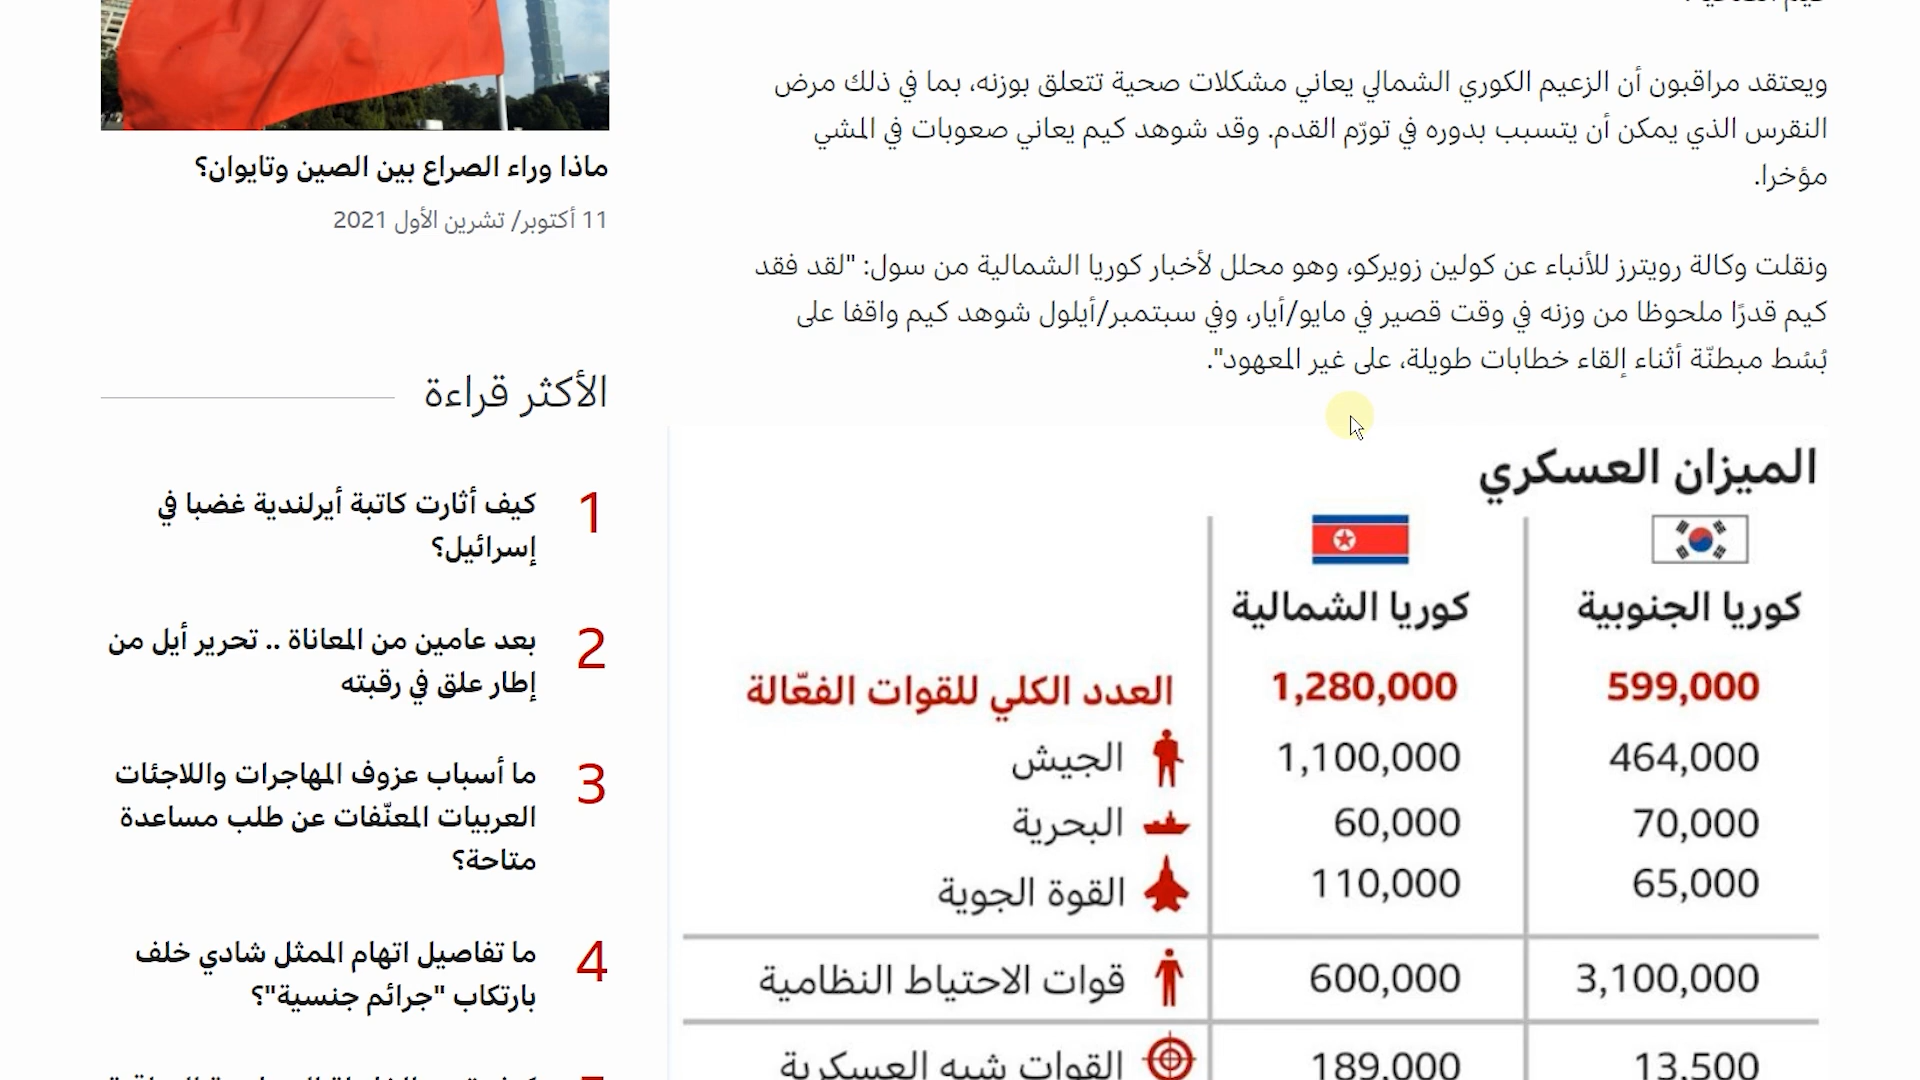 ويعتقد مراقبون أن الزعيم الكوري الشمالي يعاني مشكلات صحية تتعلق بوزنه، بما في ذلك مرض
النقرس الذي يمكن أن يتسبب بدوره في تورّم القدم. وقد شوهد كيم يعاني صعوبات في المشي
مؤخرا.
ونقلت وكالة رويترز للأنباء عن كولين زويركو، وهو محلل لأخبار كوريا الشمالية من سول: "لقد فقد
كيم قدرًا ملحوظا من وزنه في وقت قصير في مايو/أيار، وفي سبتمبر/أيلول شوهد كيم واقفا على
بُسُط مبطنّة أثناء إلقاء خطابات طويلة، على غير المعهود".
الميزان العسكري
كوريا الجنوبية
كوريا الشمالية
599,000 1,280,000 العدد الكلي للقوات الفعّالة
464,000 1,100,000 الجيش
70,000 60,000 البحرية
65,000 110,000 القوة الجوية
3,100,000 600,000 قوات الاحتياط النظامية
13,500 189,000 القوات شبه العسكرية
ماذا وراء الصراع بين الصين وتايوان؟
11 أكتوبر/ تشرين الأول 2021
الأكثر قراءة
1 كيف أثارت كاتبة أيرلندية غضبا في
إسرائيل؟
2 بعد عامين من المعاناة .. تحرير أيل من
إطار علق في رقبته
3 ما أسباب عزوف المهاجرات واللاجئات
العربيات المعنّفات عن طلب مساعدة
متاحة؟
4 ما تفاصيل اتهام الممثل شادي خلف
بارتكاب "جرائم جنسية"؟